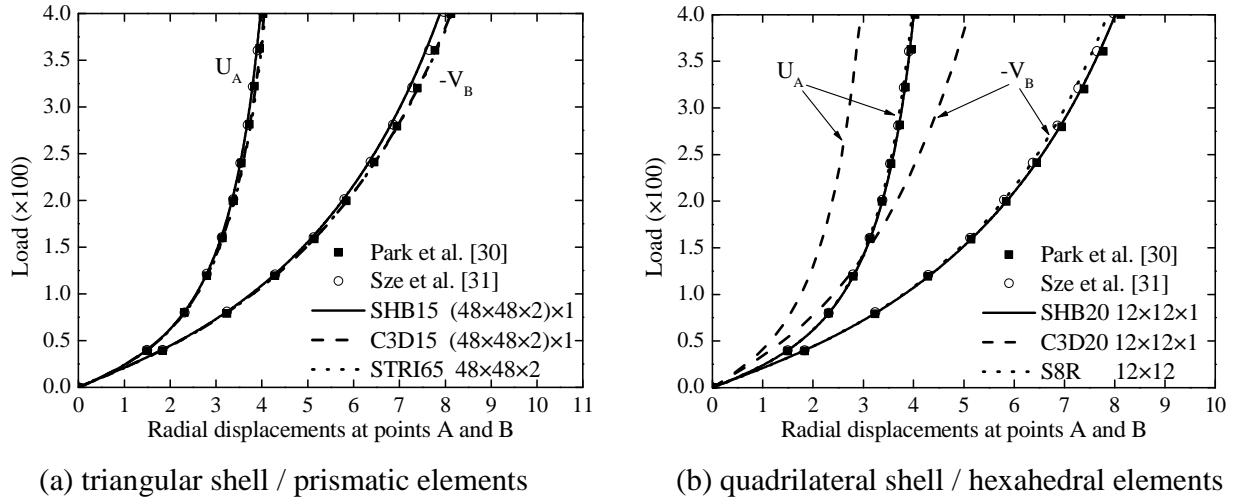 4.0
3.5
3.0
2.5
2.0
1.5
1.0
0.5
0.0
Load (×100)
U_A
-V_B
Park et al. [30]
Sze et al. [31]
SHB15 (48×48×2)×1
C3D15 (48×48×2)×1
STRI65 48×48×2
0 1 2 3 4 5 6 7 8 9 10 11
Radial displacements at points A and B
(a) triangular shell / prismatic elements
4.0
3.5
3.0
2.5
2.0
1.5
1.0
0.5
0.0
Load (×100)
U_A
-V_B
Park et al. [30]
Sze et al. [31]
SHB20 12×12×1
C3D20 12×12×1
S8R 12×12
0 1 2 3 4 5 6 7 8 9 10
Radial displacements at points A and B
(b) quadrilateral shell / hexahedral elements